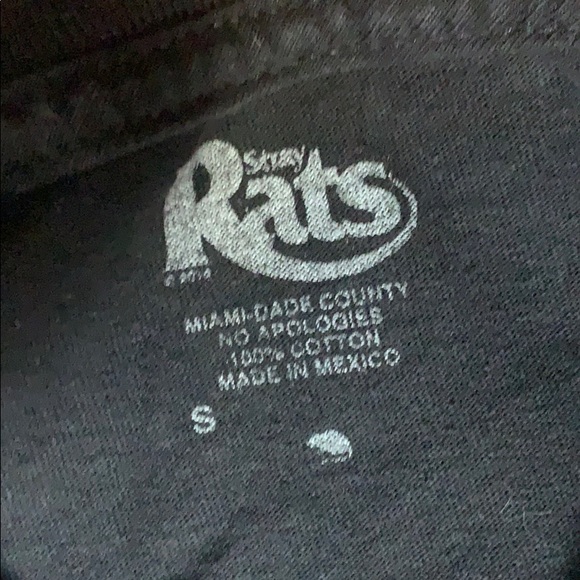 Stray
Rats
MIAMI-DADE COUNTY
NO APOLOGIES
100% COTTON
MADE IN MEXICO
S